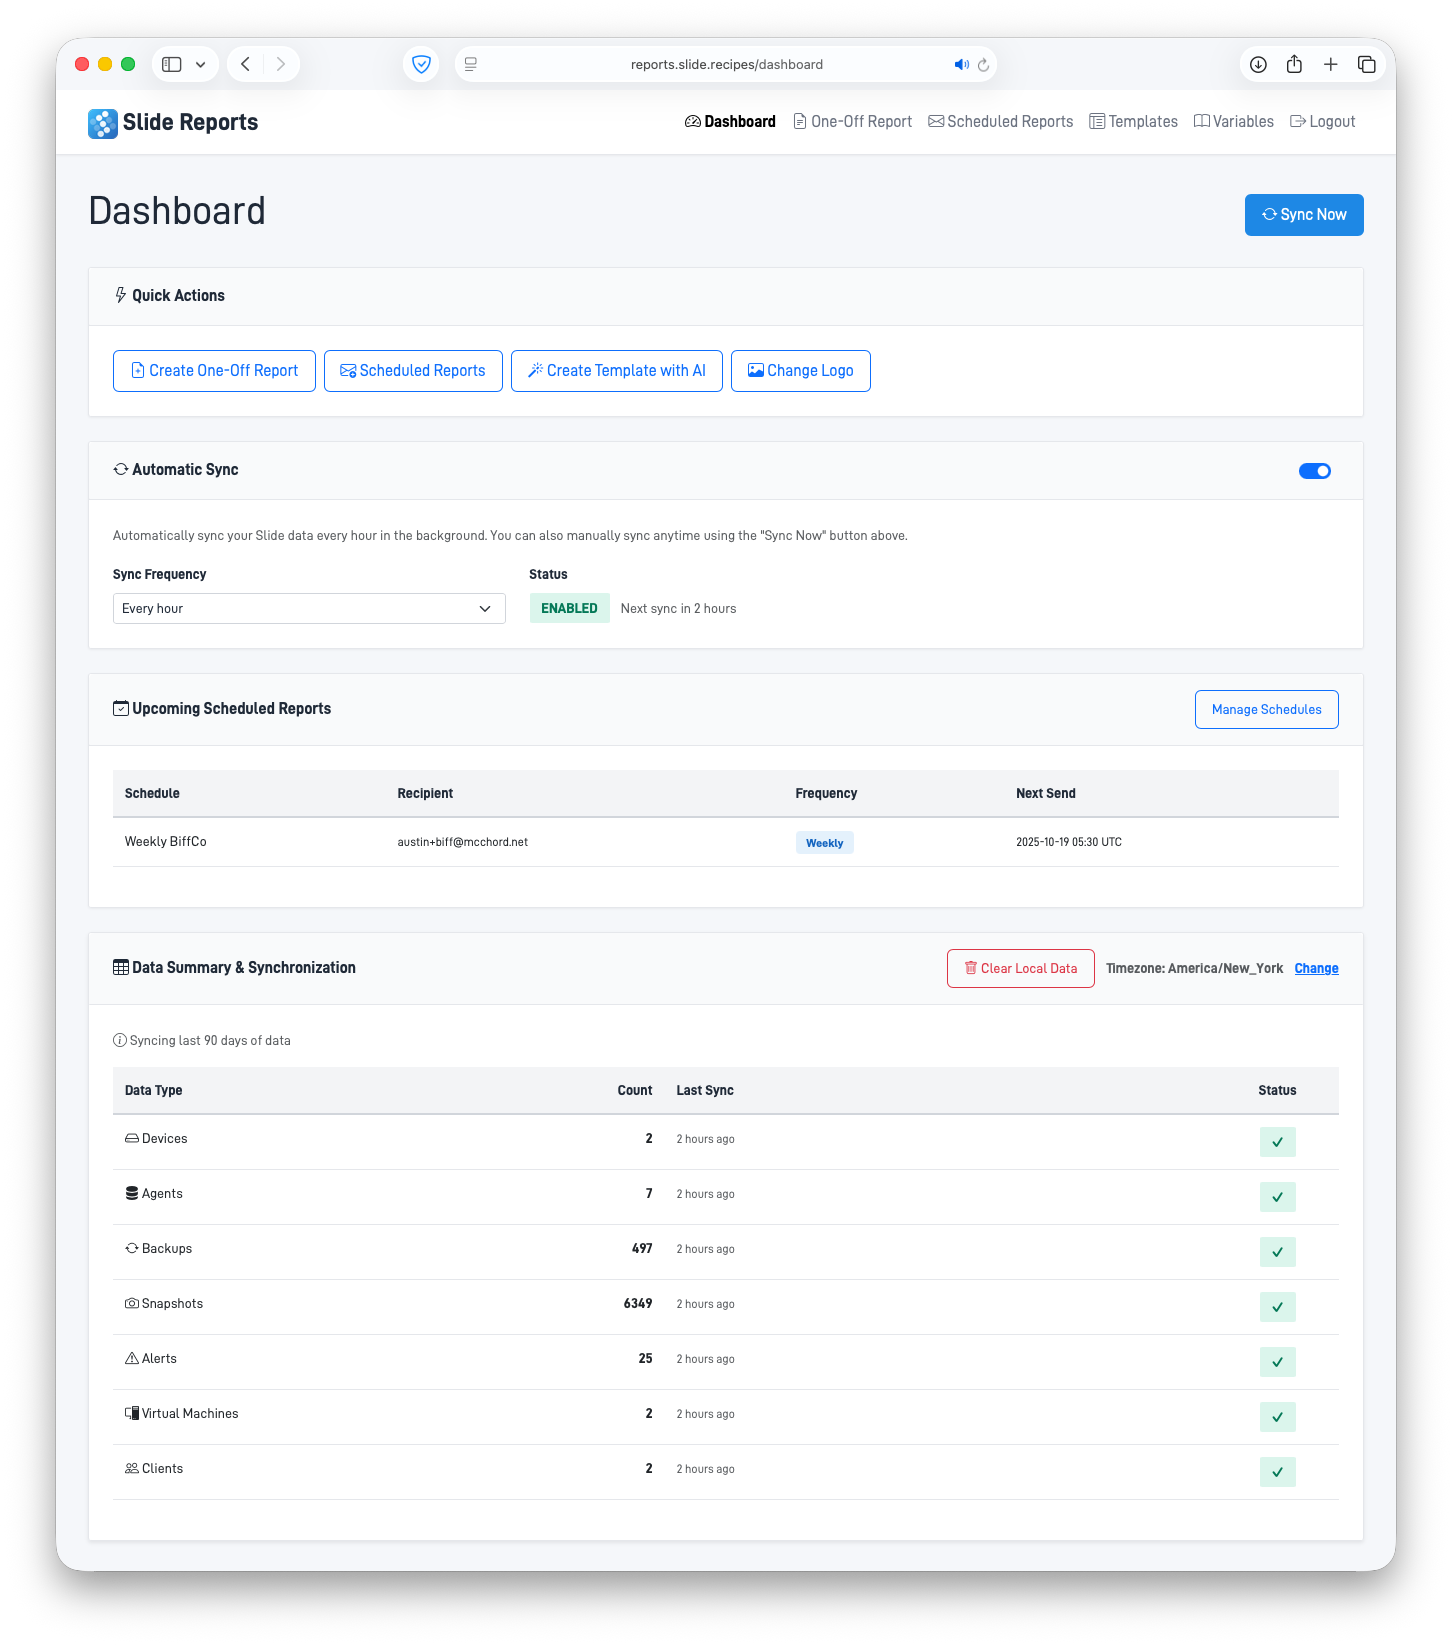 reports.slide.recipes/dashboard
Slide Reports
Dashboard One-Off Report Scheduled Reports Templates Variables Logout
Dashboard
Sync Now
Quick Actions
Create One-Off Report Scheduled Reports Create Template with AI Change Logo
Automatic Sync
Automatically sync your Slide data every hour in the background. You can also manually sync anytime using the "Sync Now" button above.
Sync Frequency Status
Every hour ENABLED Next sync in 2 hours
Upcoming Scheduled Reports Manage Schedules
Schedule Recipient Frequency Next Send
Weekly BiffCo austin+biff@mcchord.net Weekly 2025-10-19 05:30 UTC
Data Summary & Synchronization Clear Local Data Timezone: America/New_York Change
Syncing last 90 days of data
Data Type Count Last Sync Status
Devices 2 2 hours ago
Agents 7 2 hours ago
Backups 497 2 hours ago
Snapshots 6349 2 hours ago
Alerts 25 2 hours ago
Virtual Machines 2 2 hours ago
Clients 2 2 hours ago